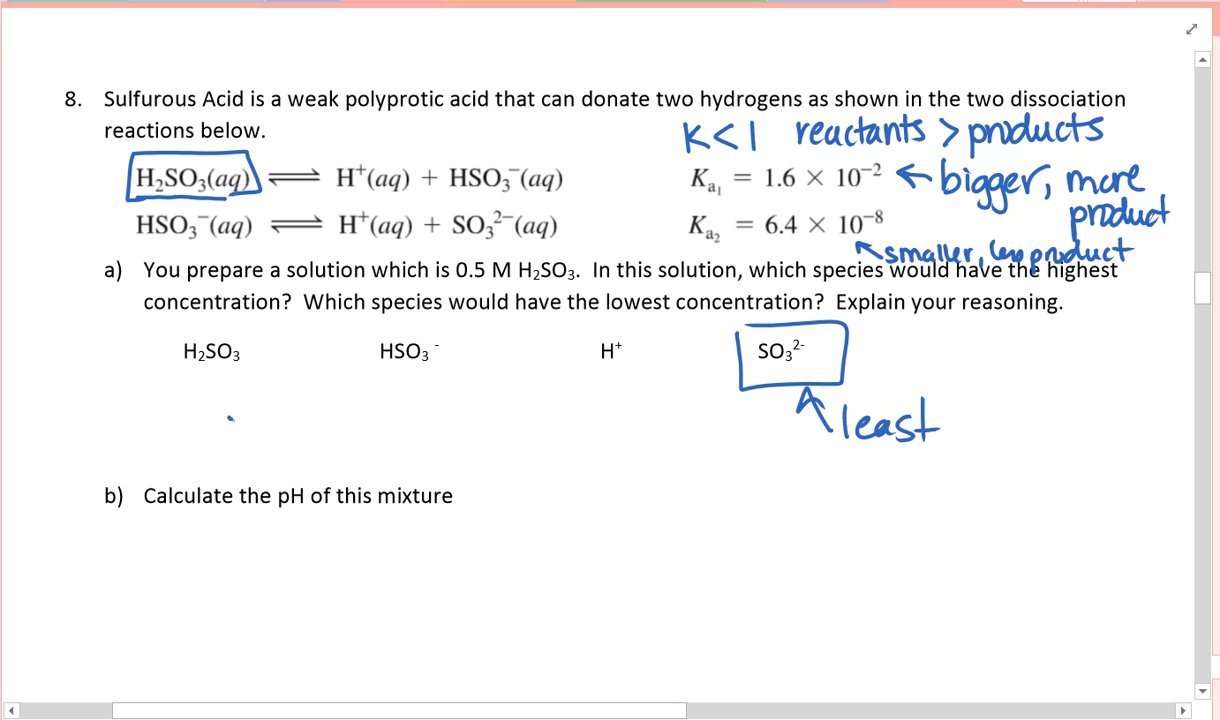 8. Sulfurous Acid is a weak polyprotic acid that can donate two hydrogens as shown in the two dissociation
reactions below.
K<1 reactants > products
H₂SO₃(aq) ⇌ H⁺(aq) + HSO₃⁻(aq) Kₐ₁ = 1.6 × 10⁻² ← bigger, more
product
HSO₃⁻(aq) ⇌ H⁺(aq) + SO₃²⁻(aq) Kₐ₂ = 6.4 × 10⁻⁸
↖ smaller, less product
a) You prepare a solution which is 0.5 M H₂SO₃. In this solution, which species would have the highest
concentration? Which species would have the lowest concentration? Explain your reasoning.
H₂SO₃ HSO₃⁻ H⁺ SO₃²⁻
least
b) Calculate the pH of this mixture